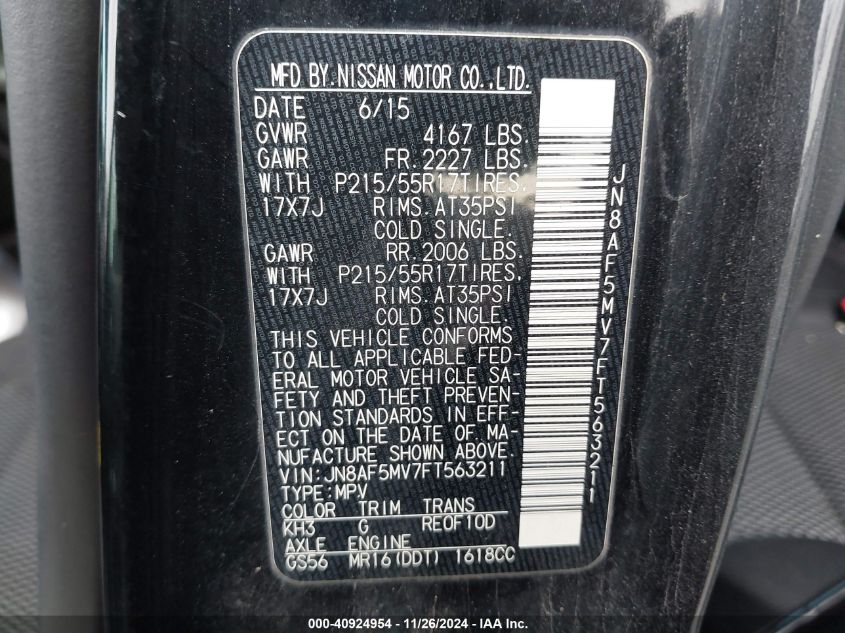 MFD BY.NISSAN MOTOR CO.,LTD.
DATE 6/15
GVWR 4167 LBS.
GAWR FR.2227 LBS.
WITH P215/55R17TIRES,
17X7J RIMS.AT35PSI
COLD SINGLE.
GAWR RR.2006 LBS.
WITH P215/55R17TIRES,
17X7J RIMS.AT35PSI
COLD SINGLE.
THIS VEHICLE CONFORMS
TO ALL APPLICABLE FED-
ERAL MOTOR VEHICLE SA-
FETY AND THEFT PREVEN-
TION STANDARDS IN EFF-
ECT ON THE DATE OF MA-
NUFACTURE SHOWN ABOVE.
VIN:JN8AF5MV7FT563211
TYPE:MPV
COLOR TRIM TRANS
KH3 G RE0F10D
AXLE ENGINE
GS56 MR16(DDT) 1618CC
JN8AF5MV7FT563211
000-40924954 - 11/26/2024 - IAA Inc.